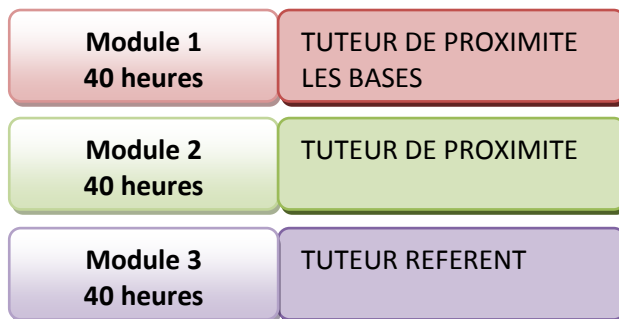 Module 1
40 heures
TUTEUR DE PROXIMITE
LES BASES
Module 2
40 heures
TUTEUR DE PROXIMITE
Module 3
40 heures
TUTEUR REFERENT